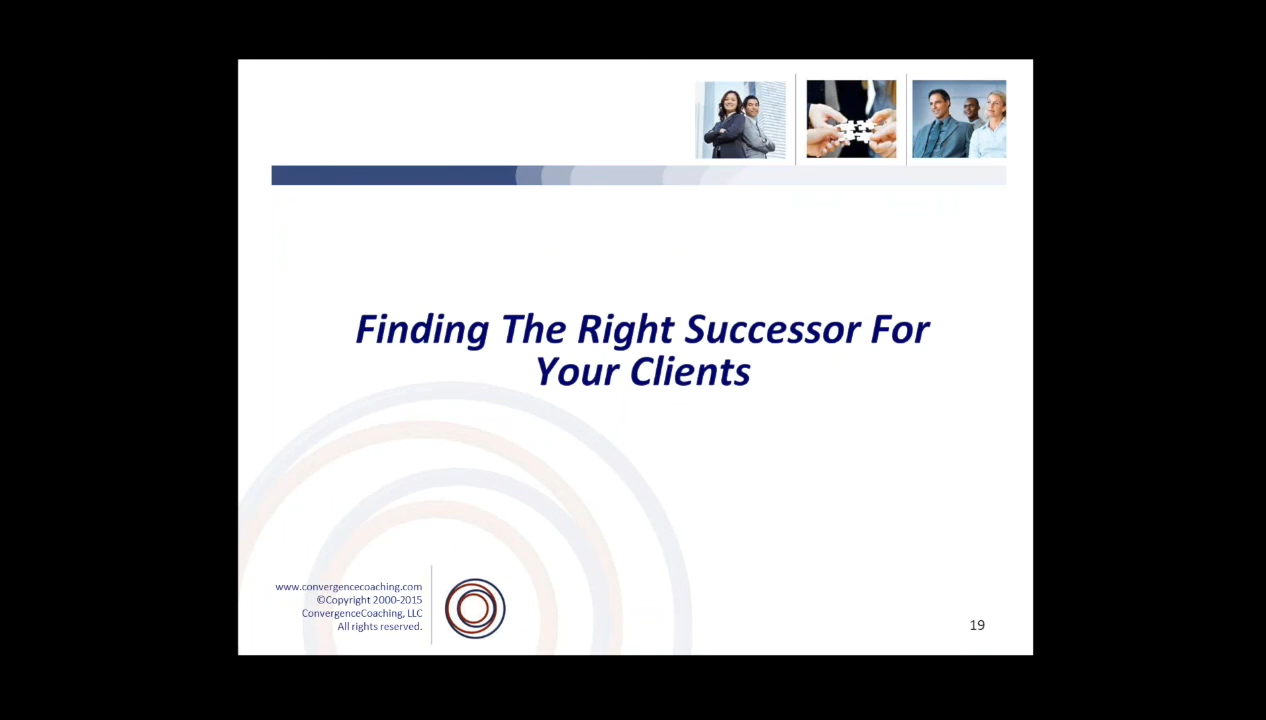 Finding The Right Successor For
Your Clients
www.convergencecoaching.com
©Copyright 2000-2015
ConvergenceCoaching, LLC
All rights reserved.
19